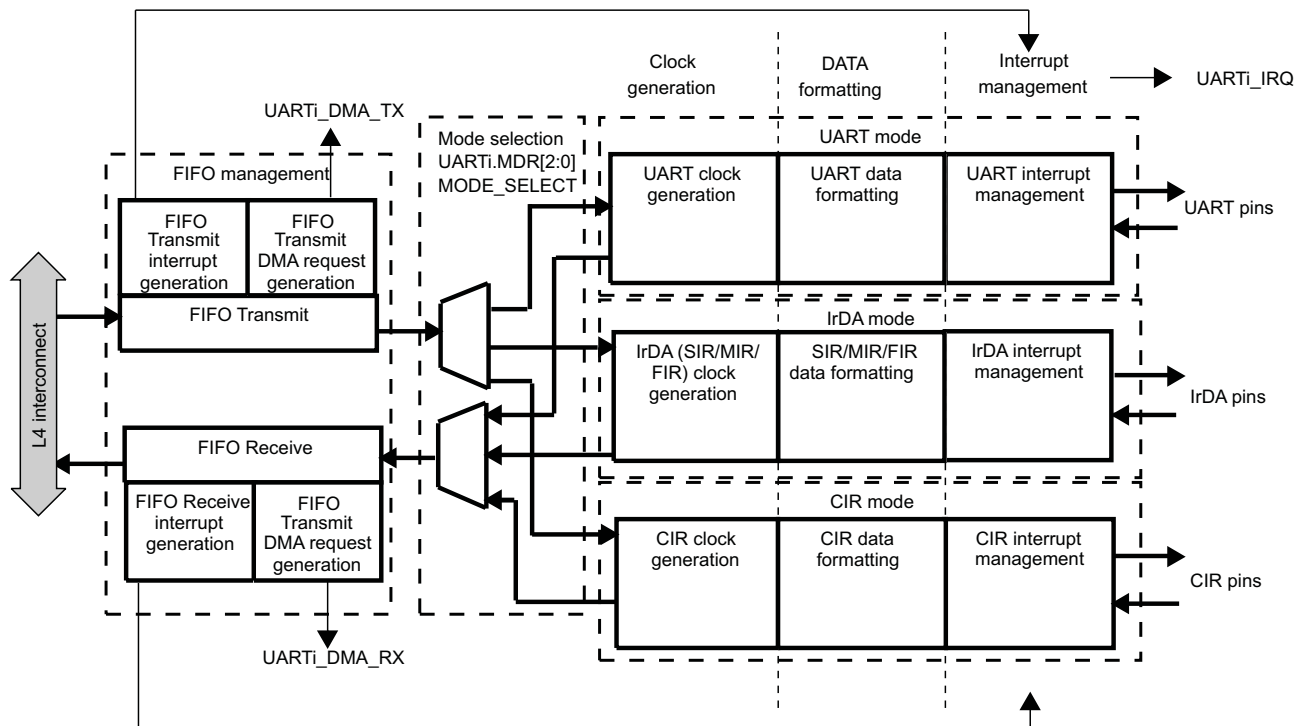 Clock
generation
DATA
formatting
Interrupt
management
UARTi_IRQ
UARTi_DMA_TX
Mode selection
UARTi.MDR[2:0]
MODE_SELECT
FIFO management
FIFO
Transmit
interrupt
generation
FIFO
Transmit
DMA request
generation
FIFO Transmit
L4 interconnect
FIFO Receive
FIFO Receive
interrupt
generation
FIFO
Transmit
DMA request
generation
UARTi_DMA_RX
UART mode
UART clock
generation
UART data
formatting
UART interrupt
management
UART pins
IrDA mode
IrDA (SIR/MIR/
FIR) clock
generation
SIR/MIR/FIR
data formatting
IrDA interrupt
management
IrDA pins
CIR mode
CIR clock
generation
CIR data
formatting
CIR interrupt
management
CIR pins